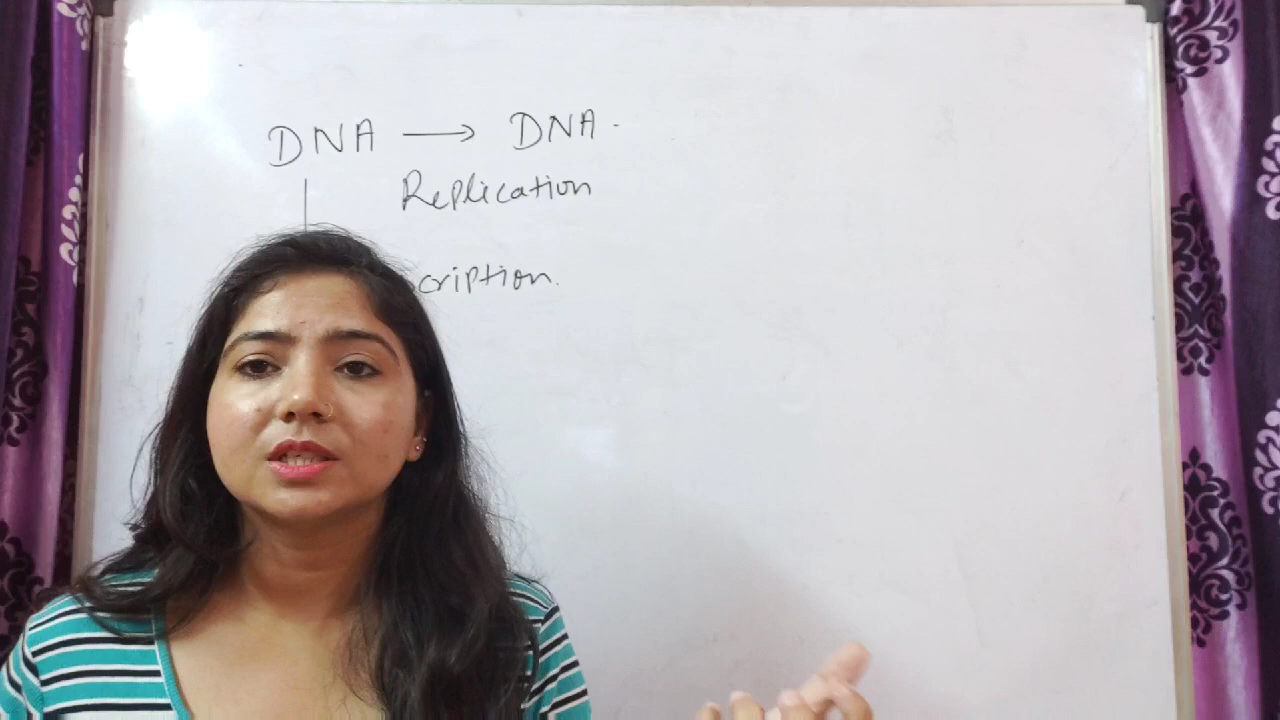 DNA → DNA.
Replication
cription.